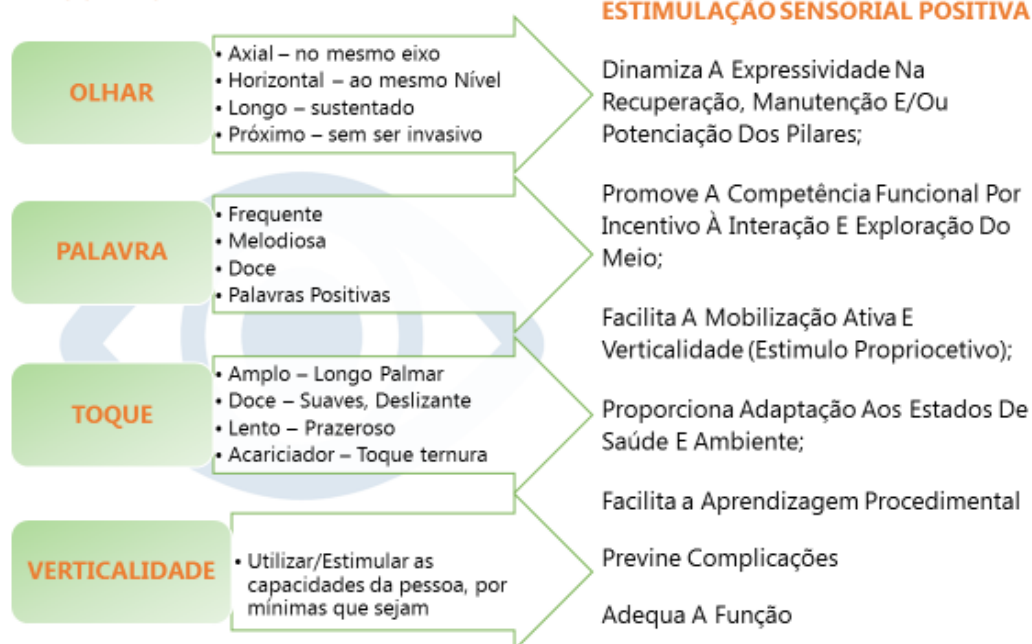 OLHAR
• Axial – no mesmo eixo
• Horizontal – ao mesmo Nível
• Longo – sustentado
• Próximo – sem ser invasivo
PALAVRA
• Frequente
• Melodiosa
• Doce
• Palavras Positivas
TOQUE
• Amplo – Longo Palmar
• Doce – Suaves, Deslizante
• Lento – Prazeroso
• Acariciador – Toque ternura
VERTICALIDADE
• Utilizar/Estimular as
capacidades da pessoa, por
mínimas que sejam
ESTIMULAÇÃO SENSORIAL POSITIVA
Dinamiza A Expressividade Na
Recuperação, Manutenção E/Ou
Potenciação Dos Pilares;
Promove A Competência Funcional Por
Incentivo À Interação E Exploração Do
Meio;
Facilita A Mobilização Ativa E
Verticalidade (Estimulo Propriocetivo);
Proporciona Adaptação Aos Estados De
Saúde E Ambiente;
Facilita a Aprendizagem Procedimental
Previne Complicações
Adequa A Função